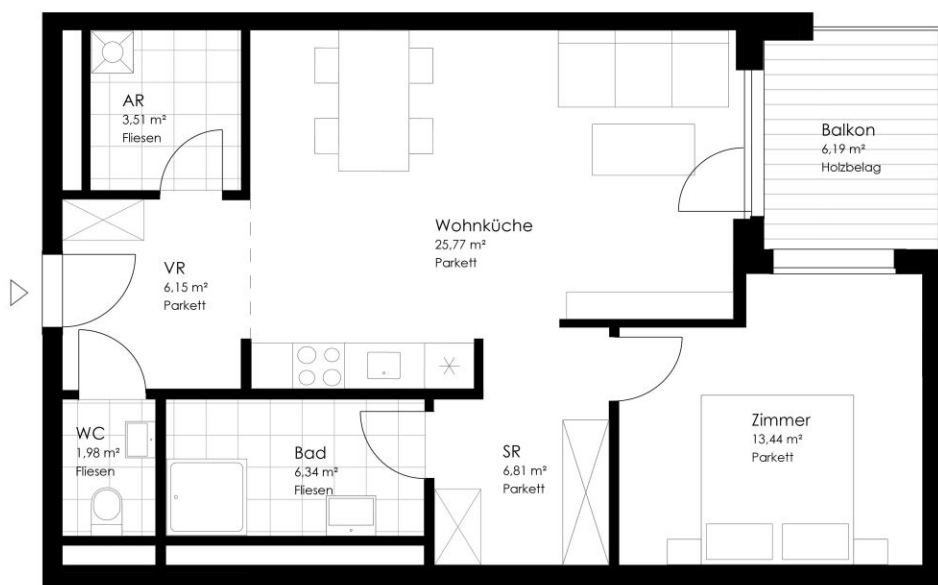 AR
3,51 m²
Fliesen
Balkon
6,19 m²
Holzbelag
Wohnküche
25,77 m²
Parkett
VR
6,15 m²
Parkett
WC
1,98 m²
Fliesen
Bad
6,34 m²
Fliesen
SR
6,81 m²
Parkett
Zimmer
13,44 m²
Parkett